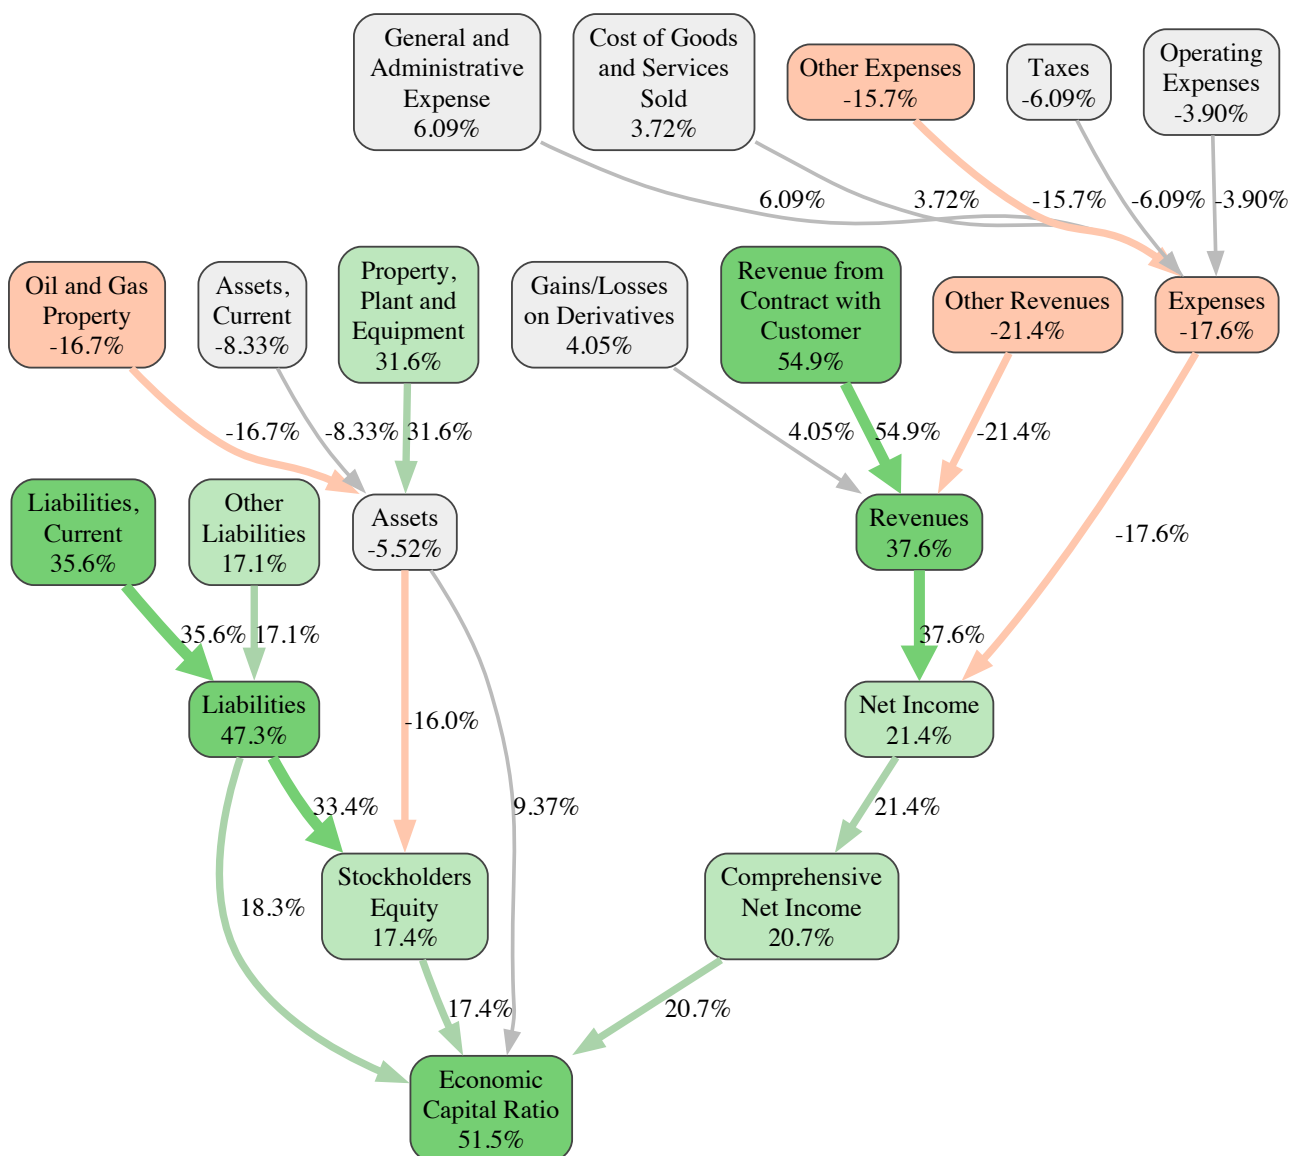 General and
Administrative
Expense
6.09%
Cost of Goods
and Services
Sold
3.72%
Other Expenses
-15.7%
Taxes
-6.09%
Operating
Expenses
-3.90%
6.09%
3.72%
-15.7%
-6.09%
-3.90%
Oil and Gas
Property
-16.7%
Assets,
Current
-8.33%
Property,
Plant and
Equipment
31.6%
Gains/Losses
on Derivatives
4.05%
Revenue from
Contract with
Customer
54.9%
Other Revenues
-21.4%
Expenses
-17.6%
-16.7%
-8.33%
31.6%
4.05%
54.9%
-21.4%
Liabilities,
Current
35.6%
Other
Liabilities
17.1%
Assets
-5.52%
Revenues
37.6%
-17.6%
35.6%
17.1%
37.6%
Liabilities
47.3%
-16.0%
Net Income
21.4%
33.4%
9.37%
21.4%
18.3%
Stockholders
Equity
17.4%
Comprehensive
Net Income
20.7%
17.4%
20.7%
Economic
Capital Ratio
51.5%